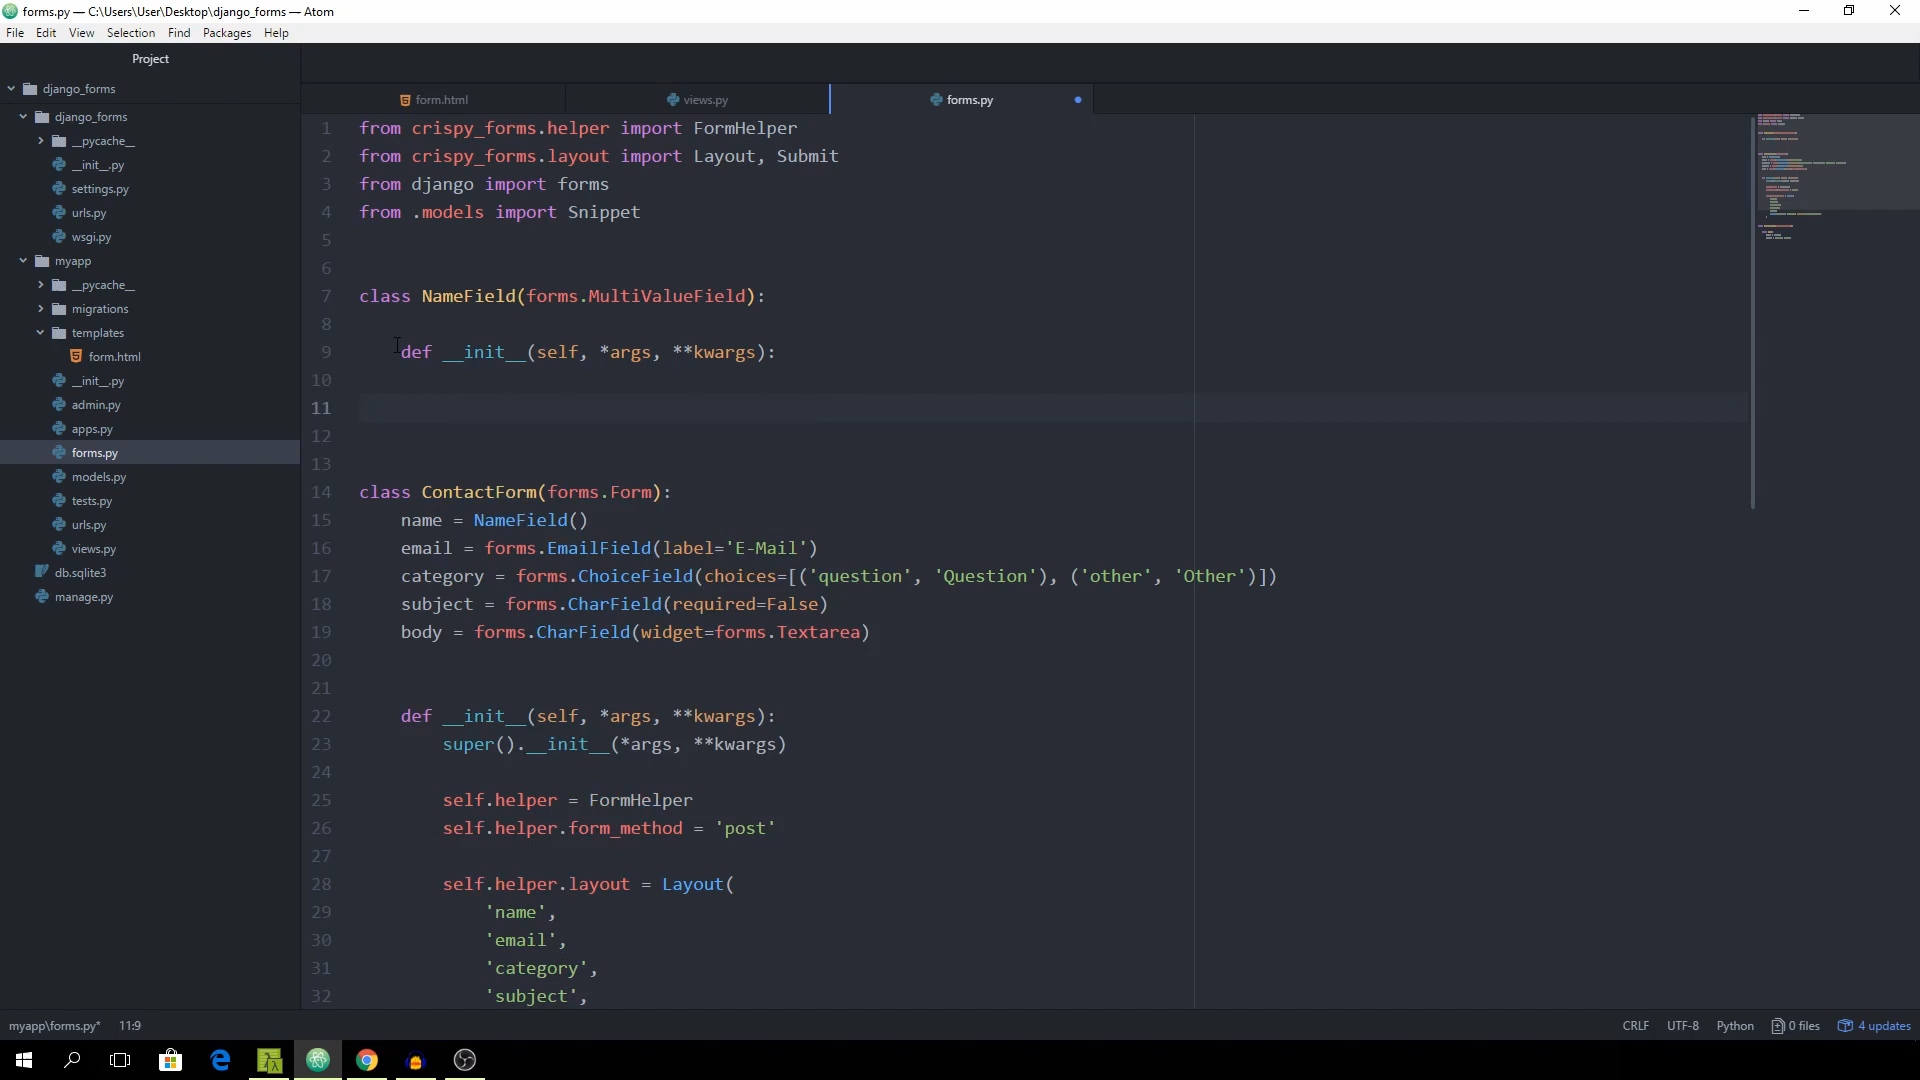 forms.py — C:\Users\User\Desktop\django_forms — Atom
File Edit View Selection Find Packages Help
Project
django_forms
django_forms
__pycache__
__init__.py
settings.py
urls.py
wsgi.py
myapp
__pycache__
migrations
templates
form.html
__init__.py
admin.py
apps.py
forms.py
models.py
tests.py
urls.py
views.py
db.sqlite3
manage.py
form.html views.py forms.py
1 from crispy_forms.helper import FormHelper
2 from crispy_forms.layout import Layout, Submit
3 from django import forms
4 from .models import Snippet
5
6
7 class NameField(forms.MultiValueField):
8
9 def __init__(self, *args, **kwargs):
10
11
12
13
14 class ContactForm(forms.Form):
15 name = NameField()
16 email = forms.EmailField(label='E-Mail')
17 category = forms.ChoiceField(choices=[('question', 'Question'), ('other', 'Other')])
18 subject = forms.CharField(required=False)
19 body = forms.CharField(widget=forms.Textarea)
20
21
22 def __init__(self, *args, **kwargs):
23 super().__init__(*args, **kwargs)
24
25 self.helper = FormHelper
26 self.helper.form_method = 'post'
27
28 self.helper.layout = Layout(
29 'name',
30 'email',
31 'category',
32 'subject',
myapp\forms.py* 11:9 CRLF UTF-8 Python 0 files 4 updates